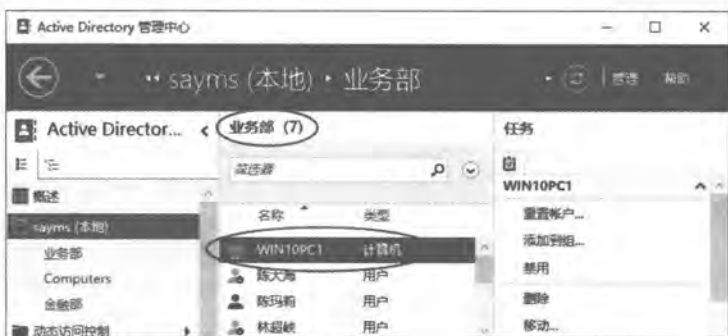 Active Directory 管理中心
sayms (本地) • 业务部
管理 帮助
Active Director...
业务部 (7)
任务
筛选器
WIN10PC1
概述
名称 类型
重置帐户...
sayms (本地)
WIN10PC1 计算机
添加到组...
业务部
陈大海 用户
禁用
Computers
陈玛莉 用户
删除
金融部
林超峡 用户
移动...
动态访问控制